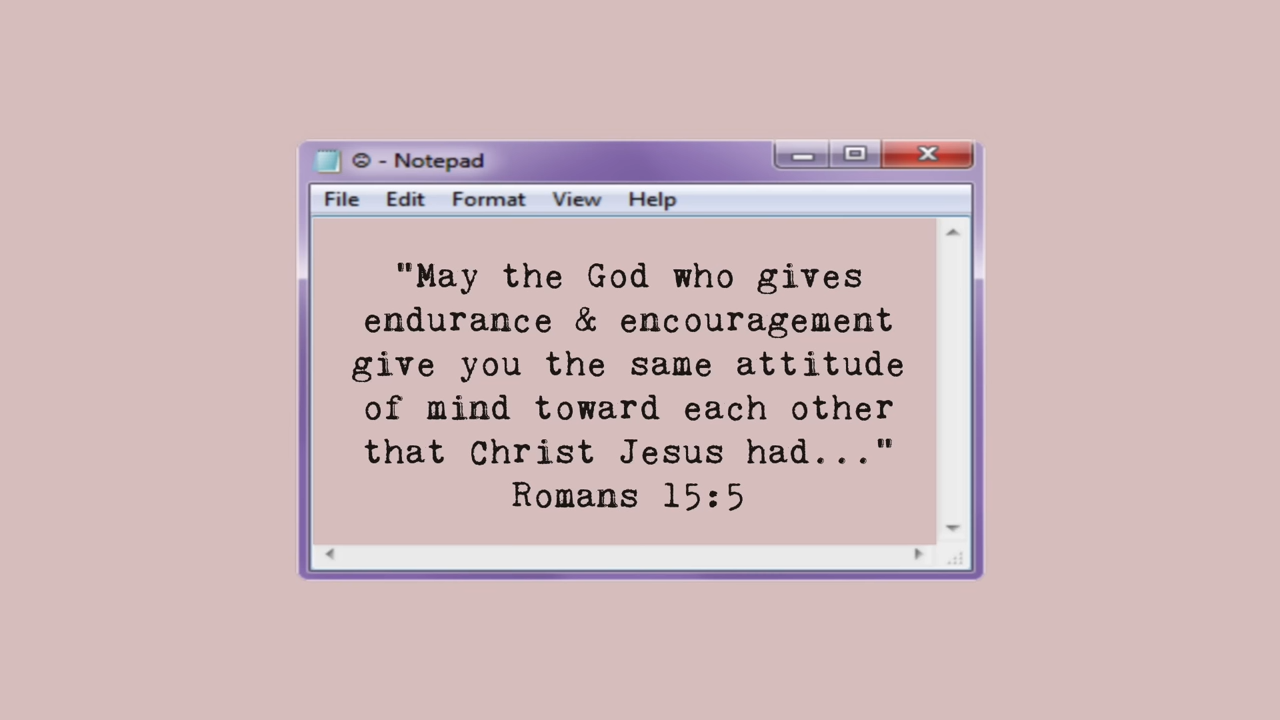 ☹ - Notepad
File Edit Format View Help
"May the God who gives
endurance & encouragement
give you the same attitude
of mind toward each other
that Christ Jesus had..."
Romans 15:5